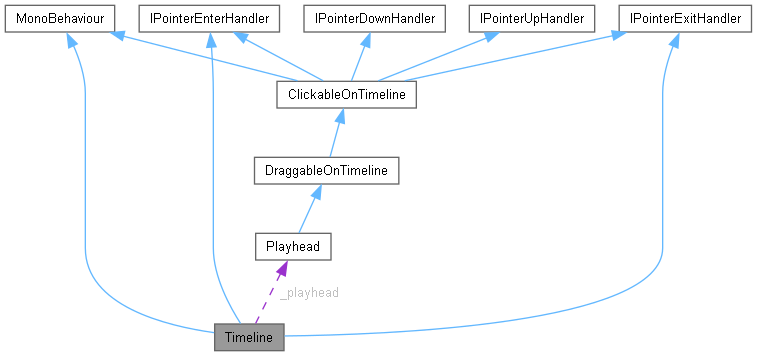 MonoBehaviour
IPointerEnterHandler
IPointerDownHandler
IPointerUpHandler
IPointerExitHandler
ClickableOnTimeline
DraggableOnTimeline
Playhead
_playhead
Timeline